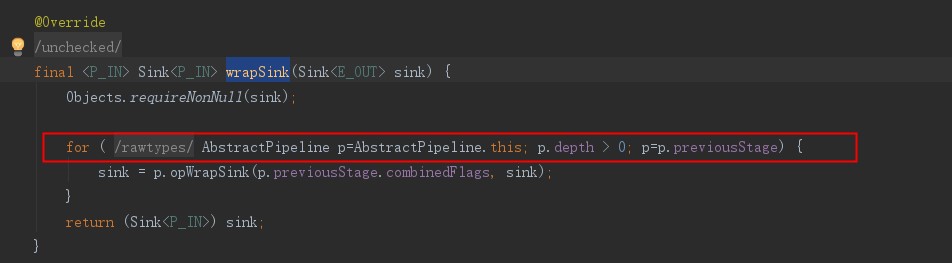 @Override
/unchecked/
final <P_IN> Sink<P_IN> wrapSink(Sink<E_OUT> sink) {
Objects.requireNonNull(sink);
for ( /rawtypes/ AbstractPipeline p=AbstractPipeline.this; p.depth > 0; p=p.previousStage) {
sink = p.opWrapSink(p.previousStage.combinedFlags, sink);
}
return (Sink<P_IN>) sink;
}